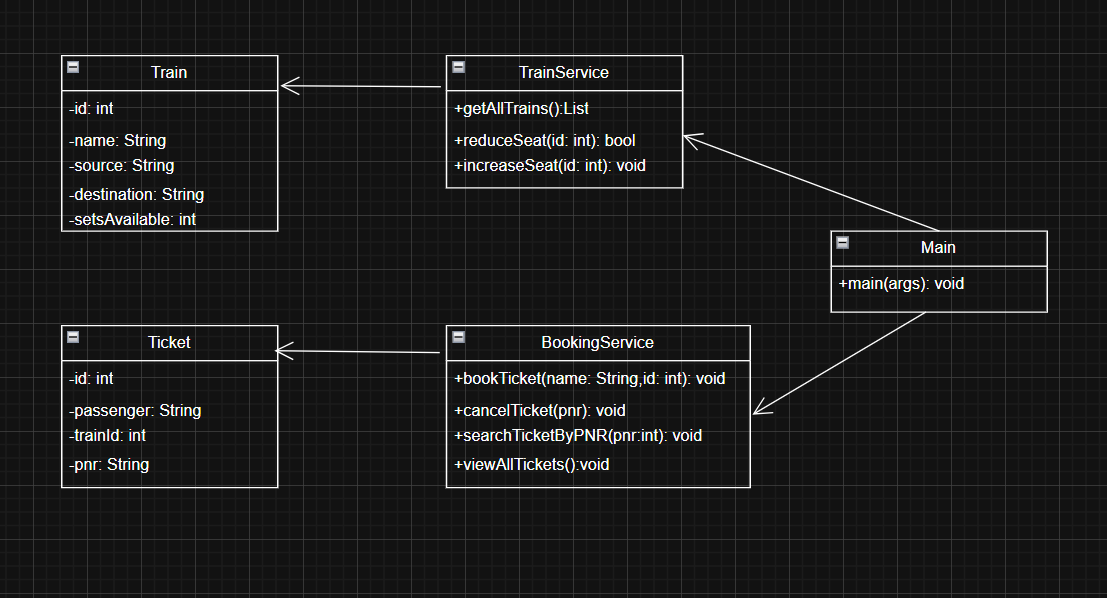 Train
-id: int
-name: String
-source: String
-destination: String
-setsAvailable: int
TrainService
+getAllTrains():List
+reduceSeat(id: int): bool
+increaseSeat(id: int): void
Main
+main(args): void
Ticket
-id: int
-passenger: String
-trainId: int
-pnr: String
BookingService
+bookTicket(name: String,id: int): void
+cancelTicket(pnr): void
+searchTicketByPNR(pnr:int): void
+viewAllTickets():void